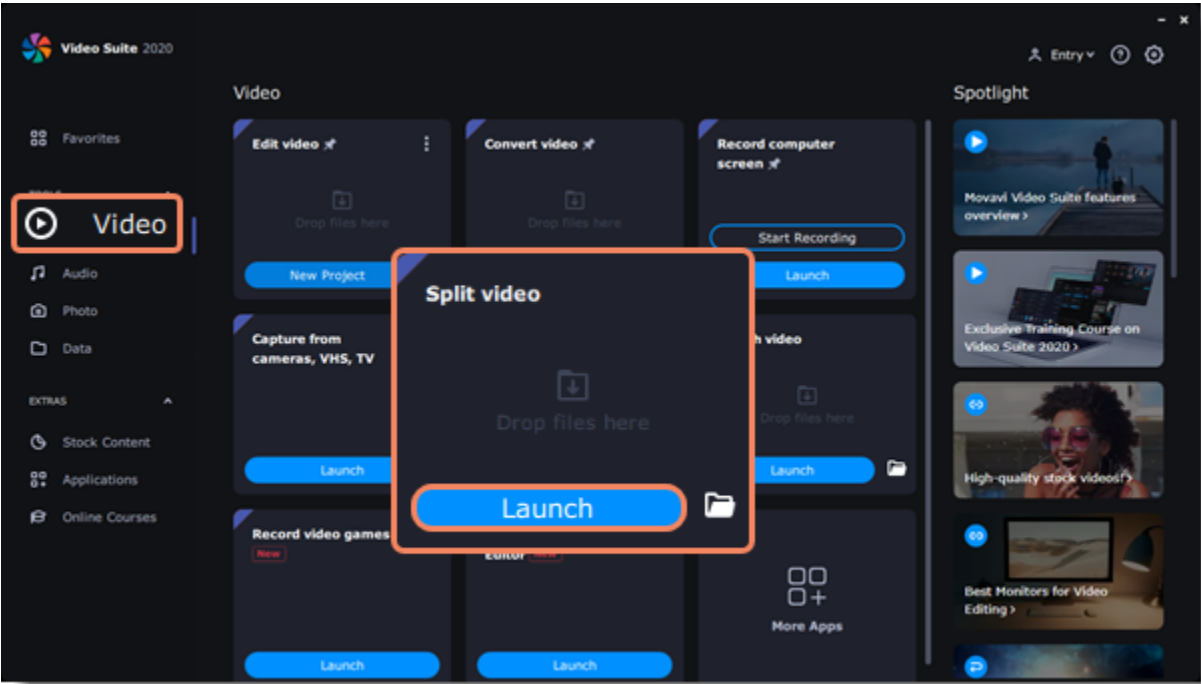 Video Suite 2020
Entry
Video
Spotlight
Favorites
Video
Audio
Photo
Data
EXTRAS
Stock Content
Applications
Online Courses
Edit video
Drop files here
New Project
Convert video
Drop files here
Record computer
screen
Start Recording
Launch
Capture from
cameras, VHS, TV
Launch
Split video
Drop files here
Launch
h video
Drop files here
Launch
Record video games
New
Launch
Editor New
Launch
More Apps
Movavi Video Suite features
overview >
Exclusive Training Course on
Video Suite 2020 >
High-quality stock videos! >
Best Monitors for Video
Editing >